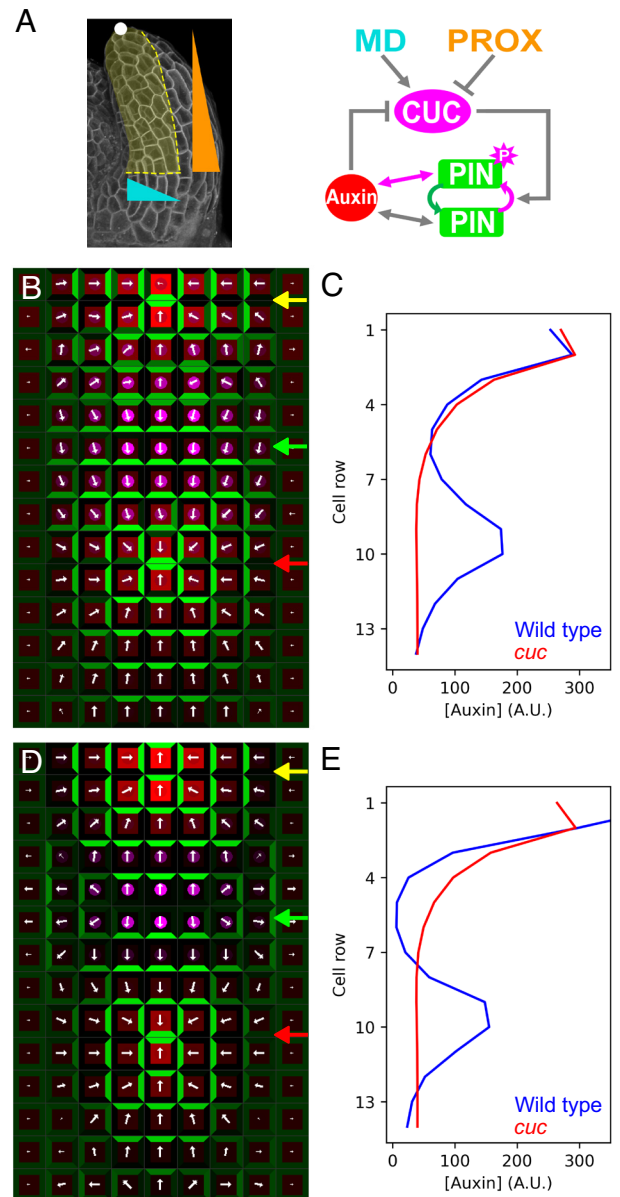 A
MD PROX
CUC
P
PIN
Auxin
PIN
B
C
1
4
7
10
13
Cell row
Wild type
cuc
0 100 200 300
[Auxin] (A.U.)
D
E
1
4
7
10
13
Cell row
Wild type
cuc
0 100 200 300
[Auxin] (A.U.)